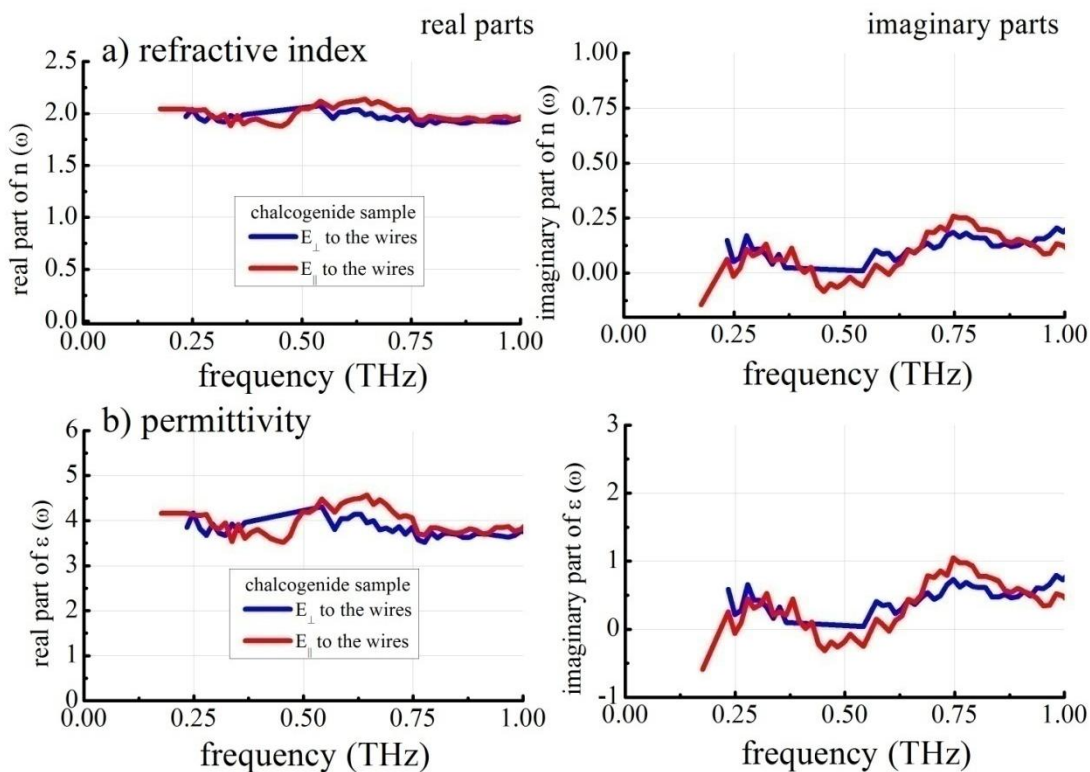 real parts
imaginary parts
a) refractive index
2.5
2.0
1.5
1.0
0.5
0.0
real part of n (ω)
chalcogenide sample
E⊥ to the wires
E|| to the wires
0.00 0.25 0.50 0.75 1.00
frequency (THz)
1.00
0.75
0.50
0.25
0.00
imaginary part of n (ω)
0.00 0.25 0.50 0.75 1.00
frequency (THz)
b) permittivity
6
5
4
3
2
1
0
real part of ε (ω)
chalcogenide sample
E⊥ to the wires
E|| to the wires
0.00 0.25 0.50 0.75 1.00
frequency (THz)
3
2
1
0
-1
imaginary part of ε (ω)
0.00 0.25 0.50 0.75 1.00
frequency (THz)